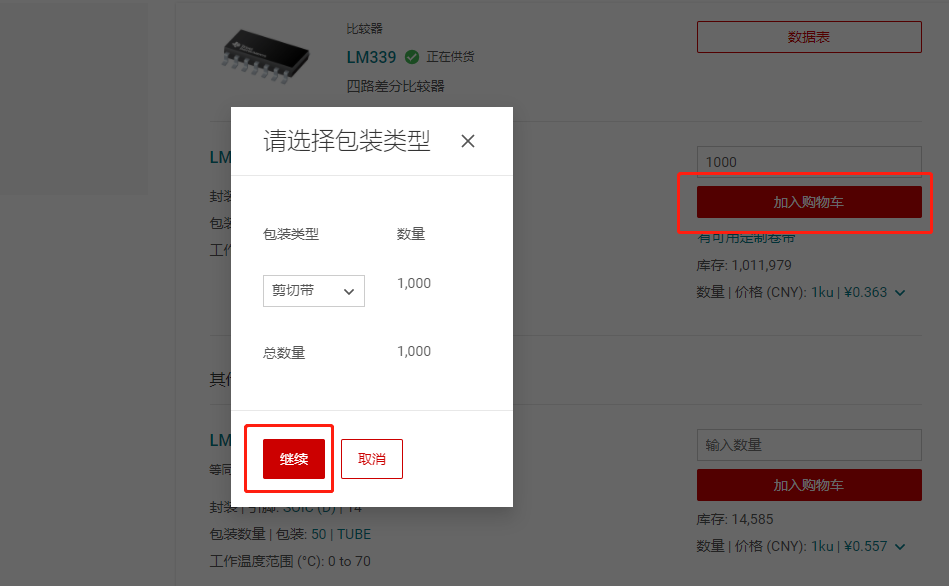 比较器
LM339 正在供货
四路差分比较器
数据表
请选择包装类型
包装类型 数量
剪切带 1,000
总数量 1,000
继续 取消
LM
封装
包装
工作
1000
加入购物车
有可用定制卷带
库存: 1,011,979
数量 | 价格 (CNY): 1ku | ¥0.363
其他
LM
等同
封装 | 引脚: SOIC (D) | 14
包装数量 | 包装: 50 | TUBE
工作温度范围 (°C): 0 to 70
输入数量
加入购物车
库存: 14,585
数量 | 价格 (CNY): 1ku | ¥0.557